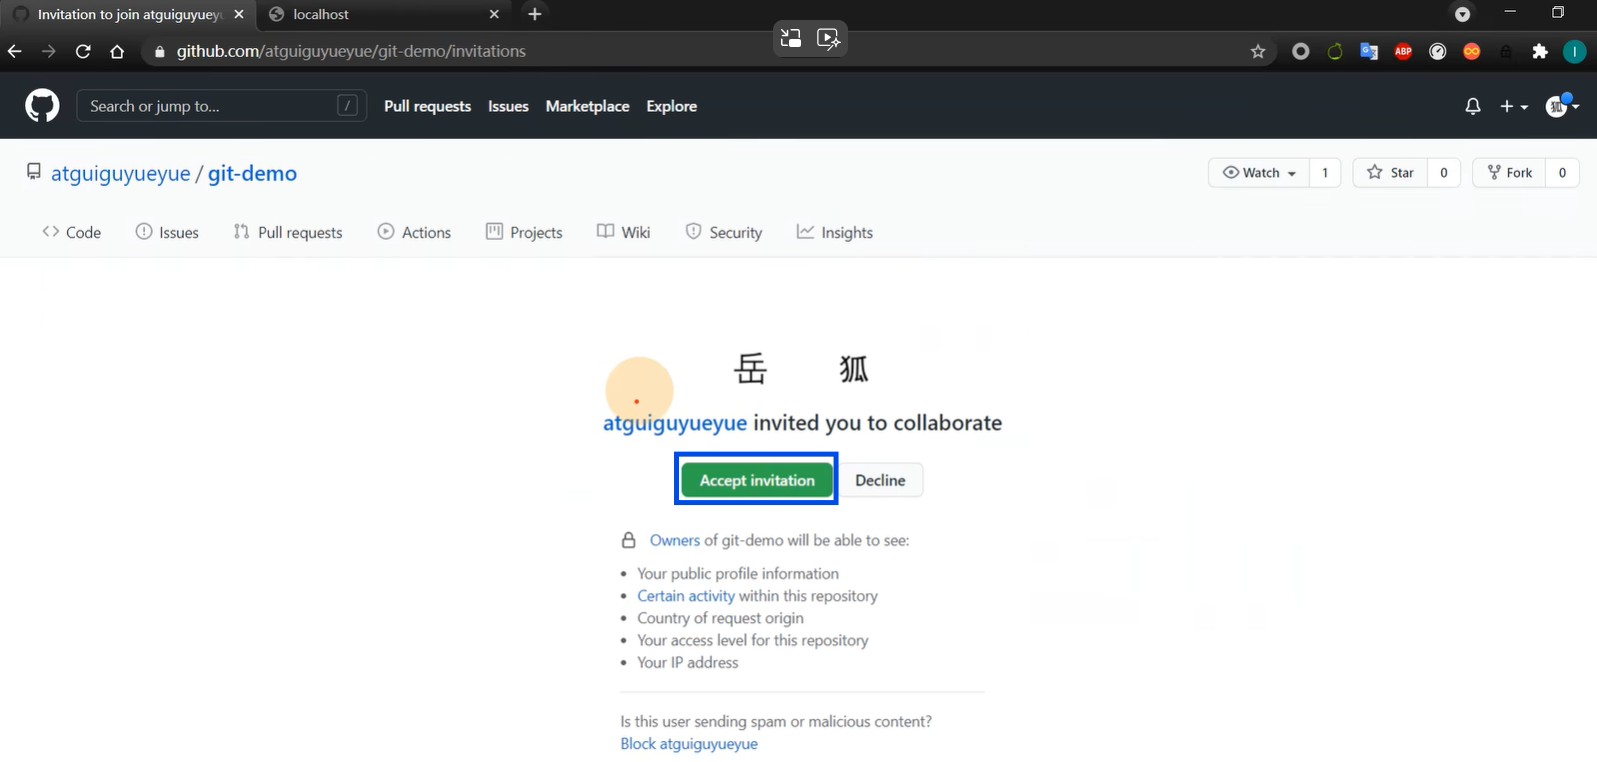 Invitation to join atguiguyuey
localhost
github.com/atguiguyueyue/git-demo/invitations
ABP
I
Search or jump to...
/
Pull requests
Issues
Marketplace
Explore
狐
atguiguyueyue / git-demo
Watch 1
Star 0
Fork 0
Code
Issues
Pull requests
Actions
Projects
Wiki
Security
Insights
岳 狐
atguiguyueyue invited you to collaborate
Accept invitation
Decline
Owners of git-demo will be able to see:
• Your public profile information
• Certain activity within this repository
• Country of request origin
• Your access level for this repository
• Your IP address
Is this user sending spam or malicious content?
Block atguiguyueyue